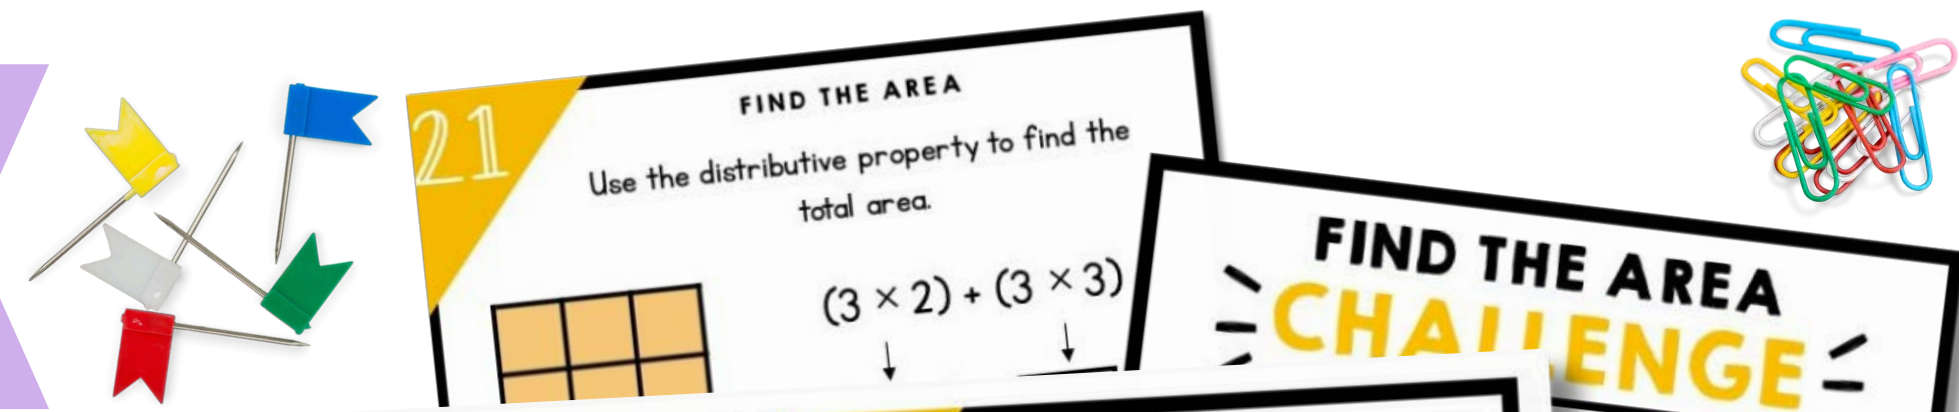 21
FIND THE AREA
Use the distributive property to find the
total area.
(3 × 2) + (3 × 3)
FIND THE AREA
CHALLENGE